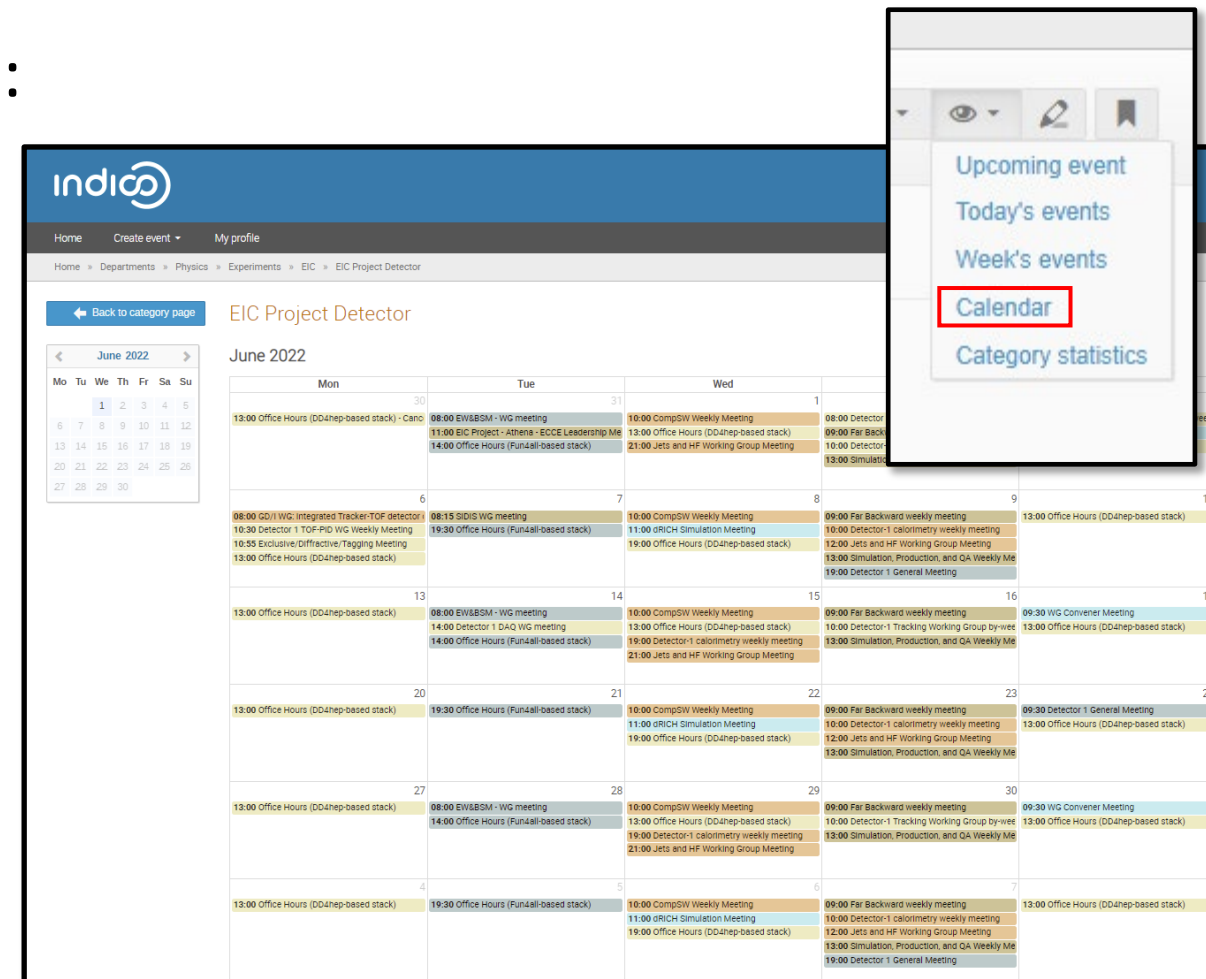 Upcoming event
Today's events
Week's events
Calendar
Category statistics
indico
Home Create event My profile
Home » Departments » Physics » Experiments » EIC » EIC Project Detector
Back to category page
EIC Project Detector
June 2022
Mo Tu We Th Fr Sa Su
1 2 3 4 5
6 7 8 9 10 11 12
13 14 15 16 17 18 19
20 21 22 23 24 25 26
27 28 29 30
June 2022
Mon Tue Wed
30 31 1
13:00 Office Hours (DD4hep-based stack) - Canc
08:00 EW&BSM - WG meeting
11:00 EIC Project - Athena - ECCE Leadership Me
14:00 Office Hours (Fun4all-based stack)
10:00 CompSW Weekly Meeting
13:00 Office Hours (DD4hep-based stack)
21:00 Jets and HF Working Group Meeting
08:00 Detector
09:00 Far Back
10:00 Detector-
13:00 Simulatio
6 7 8 9 1
08:00 GD/I WG: Integrated Tracker-TOF detector
10:30 Detector 1 TOF-PID WG Weekly Meeting
10:55 Exclusive/Diffractive/Tagging Meeting
13:00 Office Hours (DD4hep-based stack)
08:15 SIDIS WG meeting
19:30 Office Hours (Fun4all-based stack)
10:00 CompSW Weekly Meeting
11:00 dRICH Simulation Meeting
19:00 Office Hours (DD4hep-based stack)
09:00 Far Backward weekly meeting
10:00 Detector-1 calorimetry weekly meeting
12:00 Jets and HF Working Group Meeting
13:00 Simulation, Production, and QA Weekly Me
19:00 Detector 1 General Meeting
13:00 Office Hours (DD4hep-based stack)
13 14 15 16 1
13:00 Office Hours (DD4hep-based stack)
08:00 EW&BSM - WG meeting
14:00 Detector 1 DAQ WG meeting
14:00 Office Hours (Fun4all-based stack)
10:00 CompSW Weekly Meeting
13:00 Office Hours (DD4hep-based stack)
19:00 Detector-1 calorimetry weekly meeting
21:00 Jets and HF Working Group Meeting
09:00 Far Backward weekly meeting
10:00 Detector-1 Tracking Working Group by-wee
13:00 Simulation, Production, and QA Weekly Me
09:30 WG Convener Meeting
13:00 Office Hours (DD4hep-based stack)
20 21 22 23 2
13:00 Office Hours (DD4hep-based stack)
19:30 Office Hours (Fun4all-based stack)
10:00 CompSW Weekly Meeting
11:00 dRICH Simulation Meeting
19:00 Office Hours (DD4hep-based stack)
09:00 Far Backward weekly meeting
10:00 Detector-1 calorimetry weekly meeting
12:00 Jets and HF Working Group Meeting
13:00 Simulation, Production, and QA Weekly Me
09:30 Detector 1 General Meeting
13:00 Office Hours (DD4hep-based stack)
27 28 29 30
13:00 Office Hours (DD4hep-based stack)
08:00 EW&BSM - WG meeting
14:00 Office Hours (Fun4all-based stack)
10:00 CompSW Weekly Meeting
13:00 Office Hours (DD4hep-based stack)
19:00 Detector-1 calorimetry weekly meeting
21:00 Jets and HF Working Group Meeting
09:00 Far Backward weekly meeting
10:00 Detector-1 Tracking Working Group by-wee
13:00 Simulation, Production, and QA Weekly Me
09:30 WG Convener Meeting
13:00 Office Hours (DD4hep-based stack)
4 5 6 7
13:00 Office Hours (DD4hep-based stack)
19:30 Office Hours (Fun4all-based stack)
10:00 CompSW Weekly Meeting
11:00 dRICH Simulation Meeting
19:00 Office Hours (DD4hep-based stack)
09:00 Far Backward weekly meeting
10:00 Detector-1 calorimetry weekly meeting
12:00 Jets and HF Working Group Meeting
13:00 Simulation, Production, and QA Weekly Me
19:00 Detector 1 General Meeting
13:00 Office Hours (DD4hep-based stack)